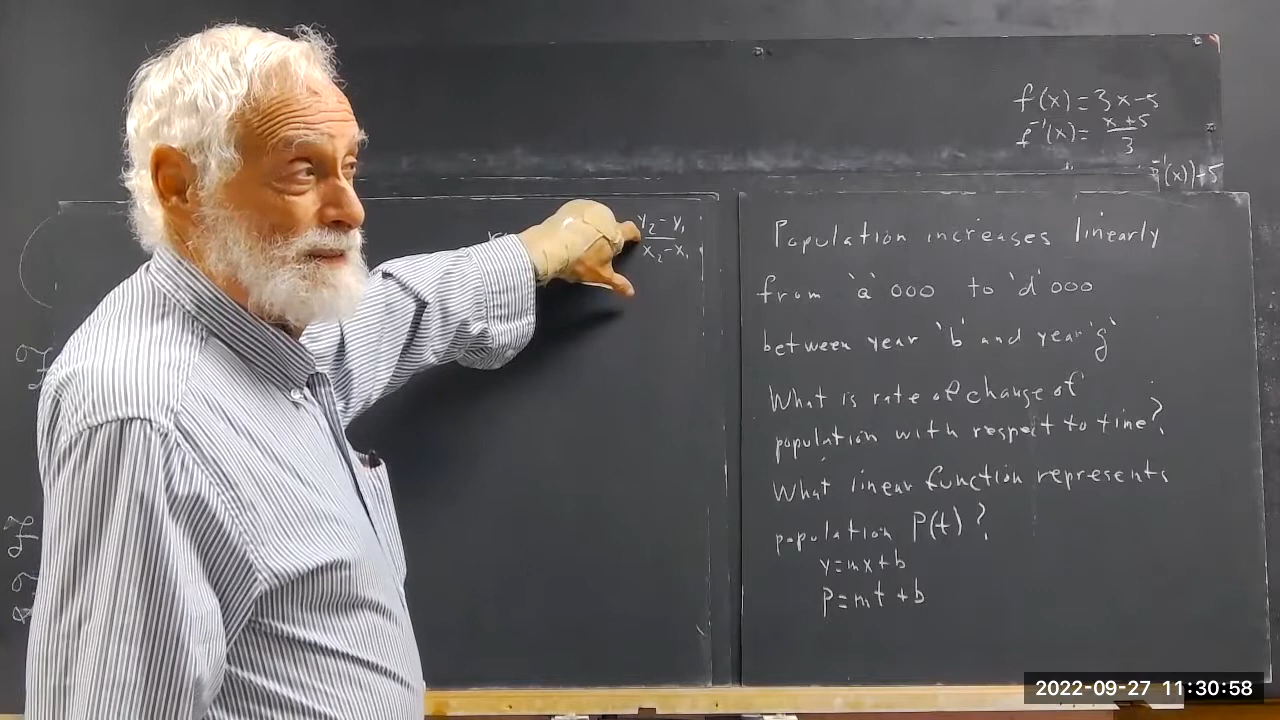 f(x)=3x-5
f⁻¹(x)= x+5
3
⁻¹(x))+5
y₂-y₁
x₂-x₁
Population increases linearly
from 'a' 000 to 'd' 000
between year 'b' and year 'g'
What is rate of change of
population with respect to time?
What linear function represents
population P(t)?
y=mx+b
P=mt+b
2022-09-27 11:30:58